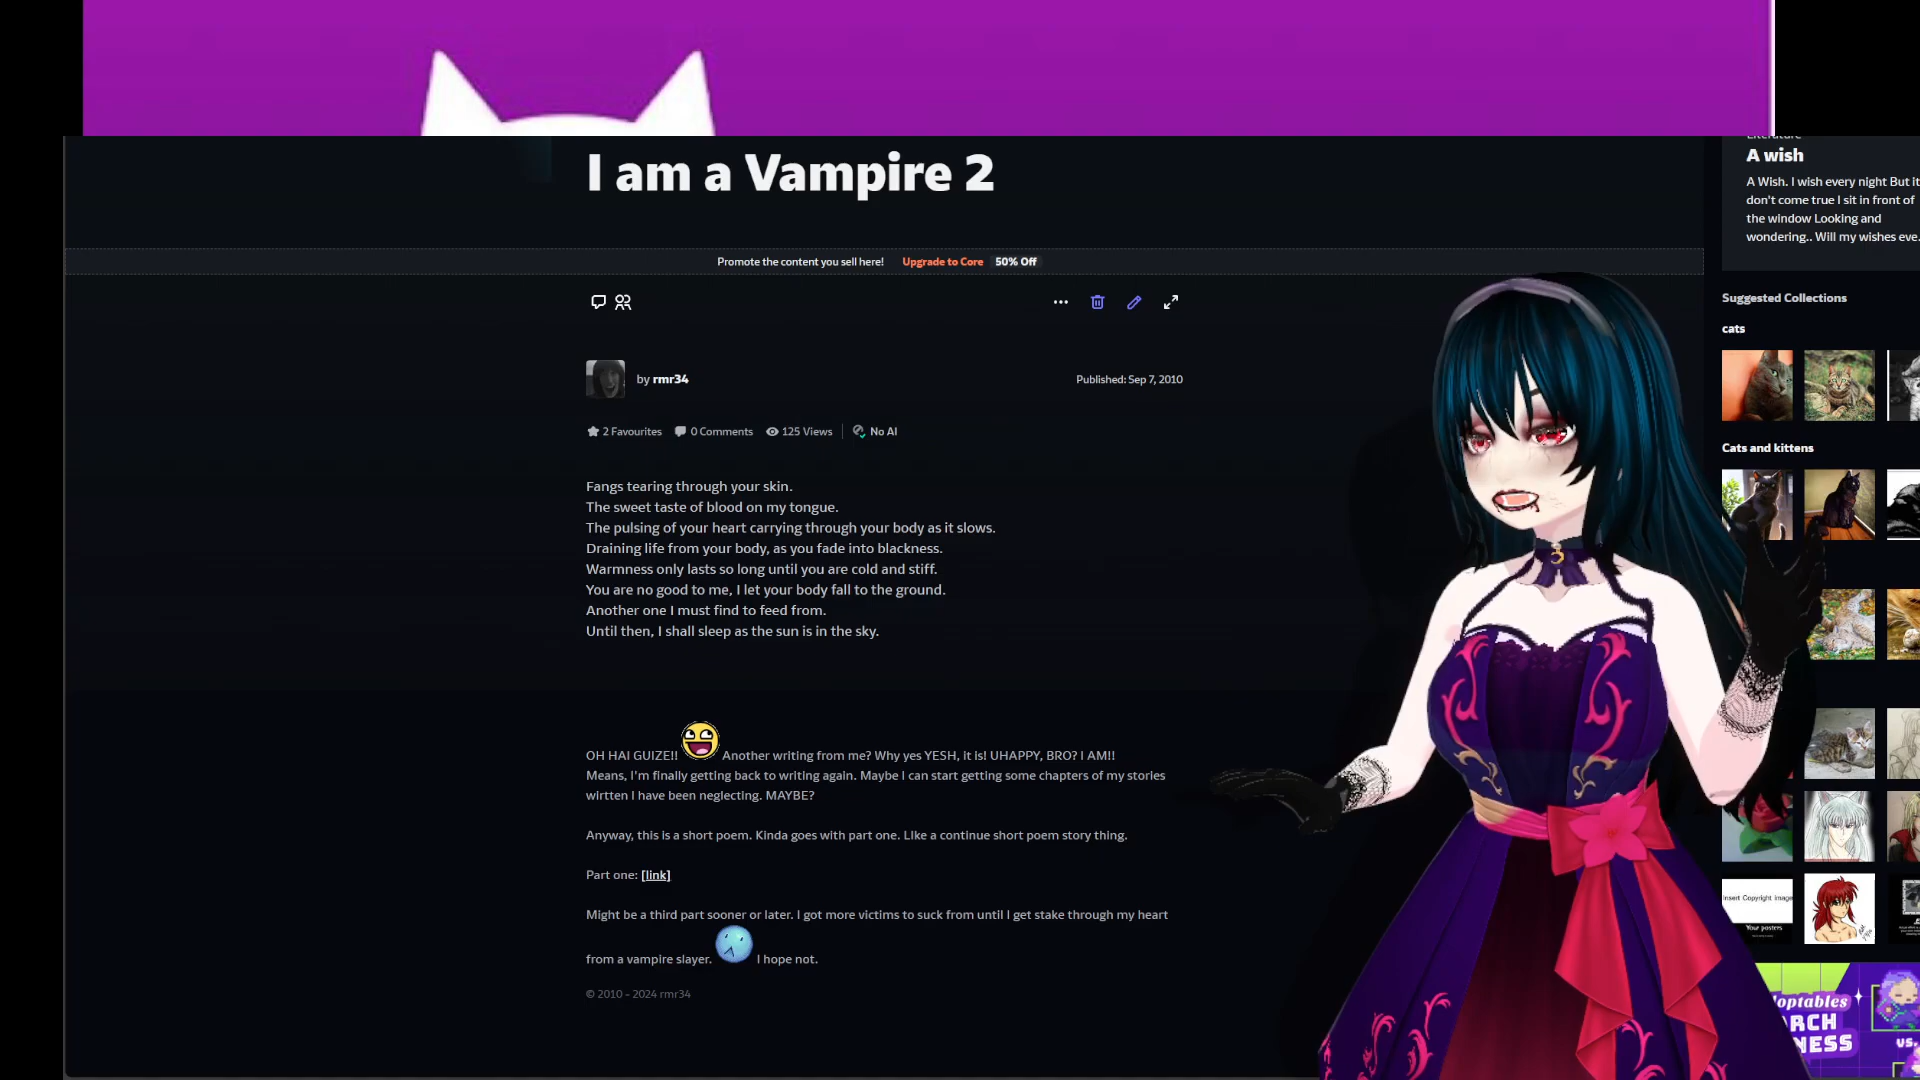 I am a Vampire 2
Promote the content you sell here! Upgrade to Core 50% Off
by rmr34
Published: Sep 7, 2010
2 Favourites 0 Comments 125 Views No AI
Fangs tearing through your skin.
The sweet taste of blood on my tongue.
The pulsing of your heart carrying through your body as it slows.
Draining life from your body, as you fade into blackness.
Warmness only lasts so long until you are cold and stiff.
You are no good to me, I let your body fall to the ground.
Another one I must find to feed from.
Until then, I shall sleep as the sun is in the sky.
OH HAI GUIZE!! Another writing from me? Why yes YESH, it is! UHAPPY, BRO? I AM!!
Means, I'm finally getting back to writing again. Maybe I can start getting some chapters of my stories
wirtten I have been neglecting. MAYBE?
Anyway, this is a short poem. Kinda goes with part one. LIke a continue short poem story thing.
Part one: [link]
Might be a third part sooner or later. I got more victims to suck from until I get stake through my heart
from a vampire slayer. I hope not.
© 2010 - 2024 rmr34
Literature
A wish
A Wish. I wish every night But it
don't come true I sit in front of
the window Looking and
wondering.. Will my wishes eve.
Suggested Collections
cats
Cats and kittens
Insert Copyright Image
Your posters
doptables
RCH
NESS
VS.